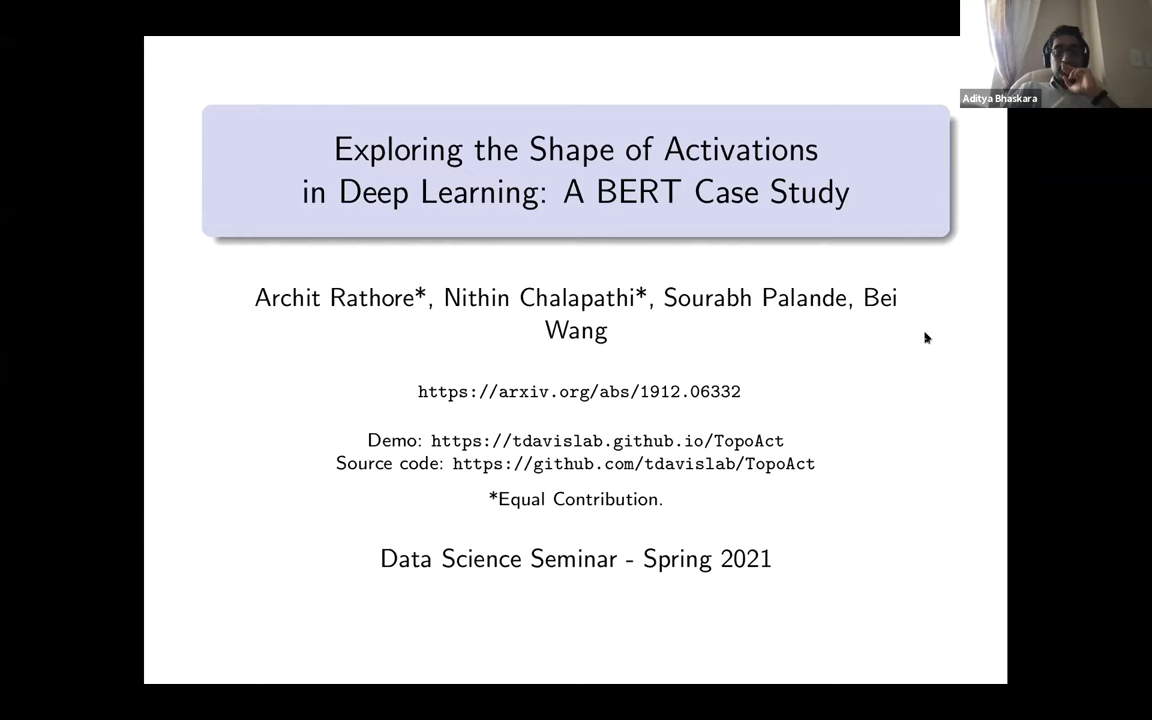 Aditya Bhaskara
Exploring the Shape of Activations
in Deep Learning: A BERT Case Study
Archit Rathore*, Nithin Chalapathi*, Sourabh Palande, Bei
Wang
https://arxiv.org/abs/1912.06332
Demo: https://tdavislab.github.io/TopoAct
Source code: https://github.com/tdavislab/TopoAct
*Equal Contribution.
Data Science Seminar - Spring 2021